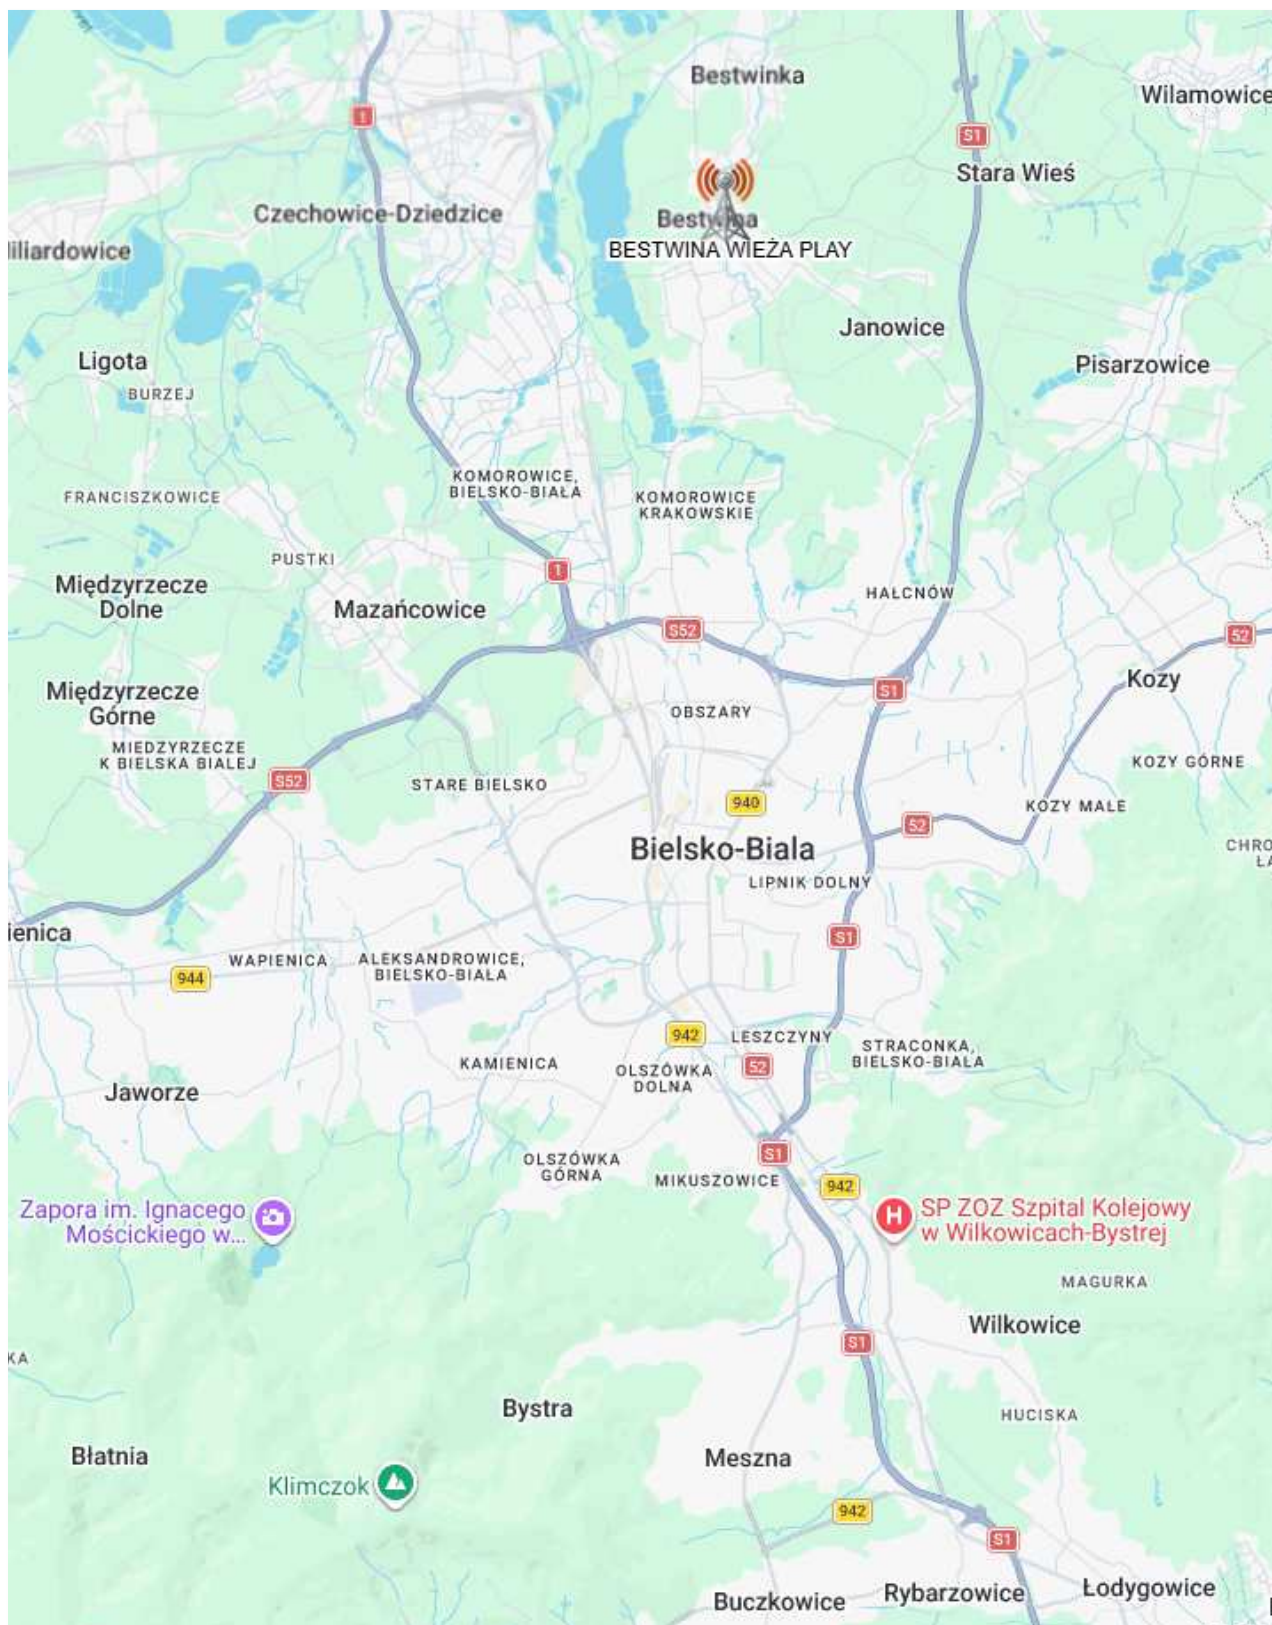 Bestwinka
Wilamowice
1
S1
Stara Wieś
Czechowice-Dziedzice
Bestwina
BESTWINA WIEŻA PLAY
iliardowice
Janowice
Ligota
Pisarzowice
BURZEJ
KOMOROWICE,
BIELSKO-BIAŁA
FRANCISZKOWICE
KOMOROWICE
KRAKOWSKIE
PUSTKI
1
Międzyrzecze
Dolne
Mazańcowice
HAŁCNÓW
S52
52
Międzyrzecze
Górne
Kozy
S1
OBSZARY
MIEDZYRZECZE
K BIELSKA BIALEJ
KOZY GÓRNE
S52
STARE BIELSKO
940
KOZY MAŁE
52
Bielsko-Biala
CHRO
ŁA
LIPNIK DOLNY
ienica
S1
WAPIENICA
ALEKSANDROWICE,
BIELSKO-BIAŁA
944
942
LESZCZYNY
STRACONKA,
BIELSKO-BIAŁA
KAMIENICA
OLSZÓWKA
DOLNA
52
Jaworze
S1
OLSZÓWKA
GÓRNA
MIKUSZOWICE
942
Zapora im. Ignacego
Mościckiego w...
SP ZOZ Szpital Kolejowy
w Wilkowicach-Bystrej
MAGURKA
Wilkowice
S1
KA
Bystra
HUCISKA
Błatnia
Meszna
Klimczok
942
S1
Buczkowice
Rybarzowice
Łodygowice